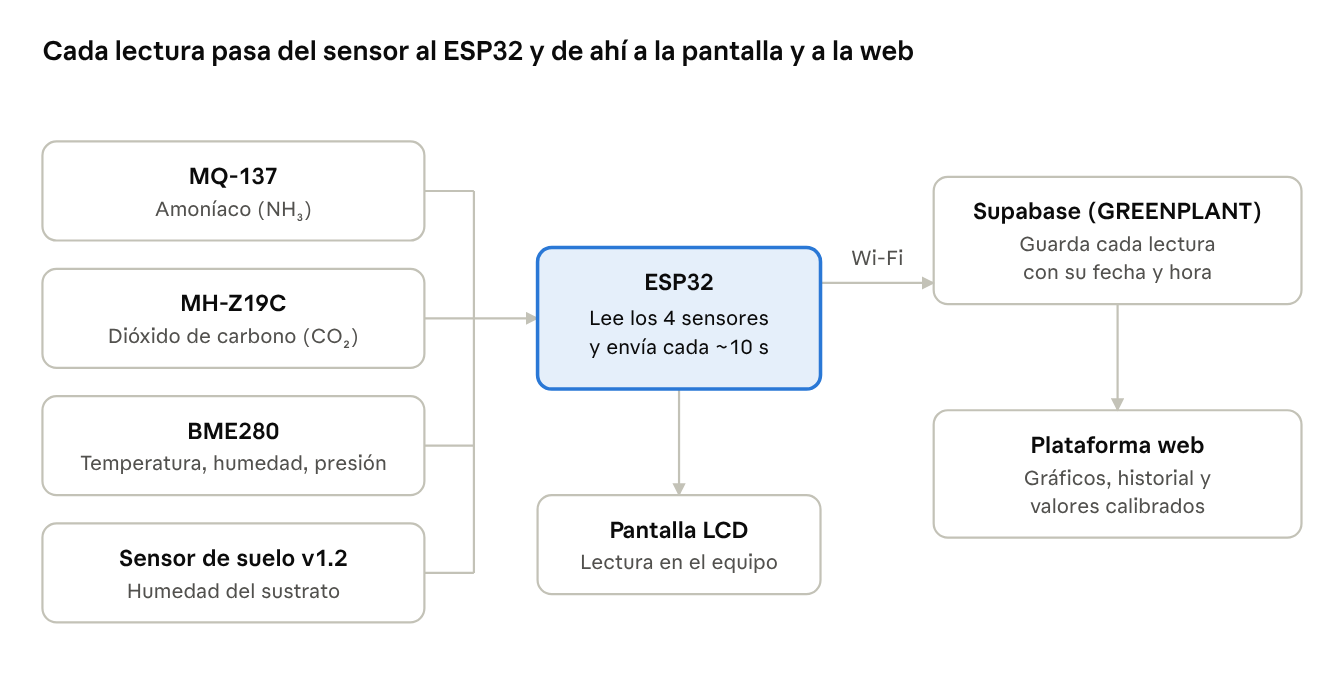 Cada lectura pasa del sensor al ESP32 y de ahí a la pantalla y a la web
MQ-137
Amoníaco (NH₃)
MH-Z19C
Dióxido de carbono (CO₂)
BME280
Temperatura, humedad, presión
Sensor de suelo v1.2
Humedad del sustrato
ESP32
Lee los 4 sensores
y envía cada ~10 s
Pantalla LCD
Lectura en el equipo
Wi-Fi
Supabase (GREENPLANT)
Guarda cada lectura
con su fecha y hora
Plataforma web
Gráficos, historial y
valores calibrados